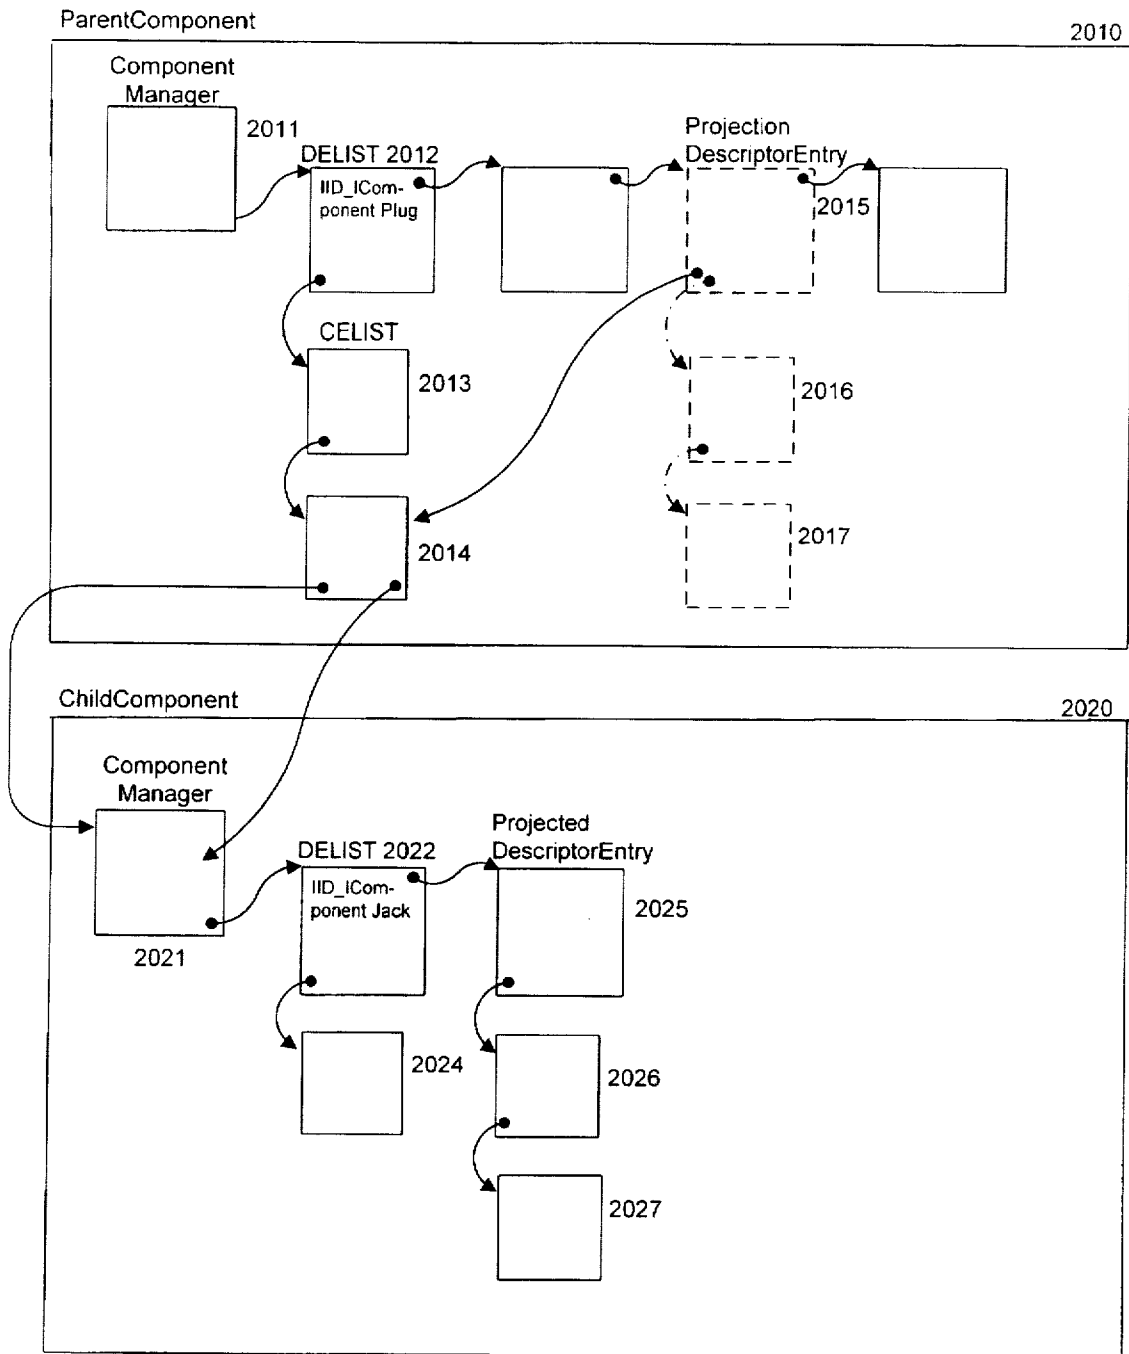 ParentComponent
2010
Component
Manager
2011
DELIST 2012
IID_ICom-
ponent Plug
Projection
DescriptorEntry
2015
CELIST
2013
2016
2014
2017
ChildComponent
2020
Component
Manager
2021
DELIST 2022
IID_ICom-
ponent Jack
Projected
DescriptorEntry
2025
2024
2026
2027